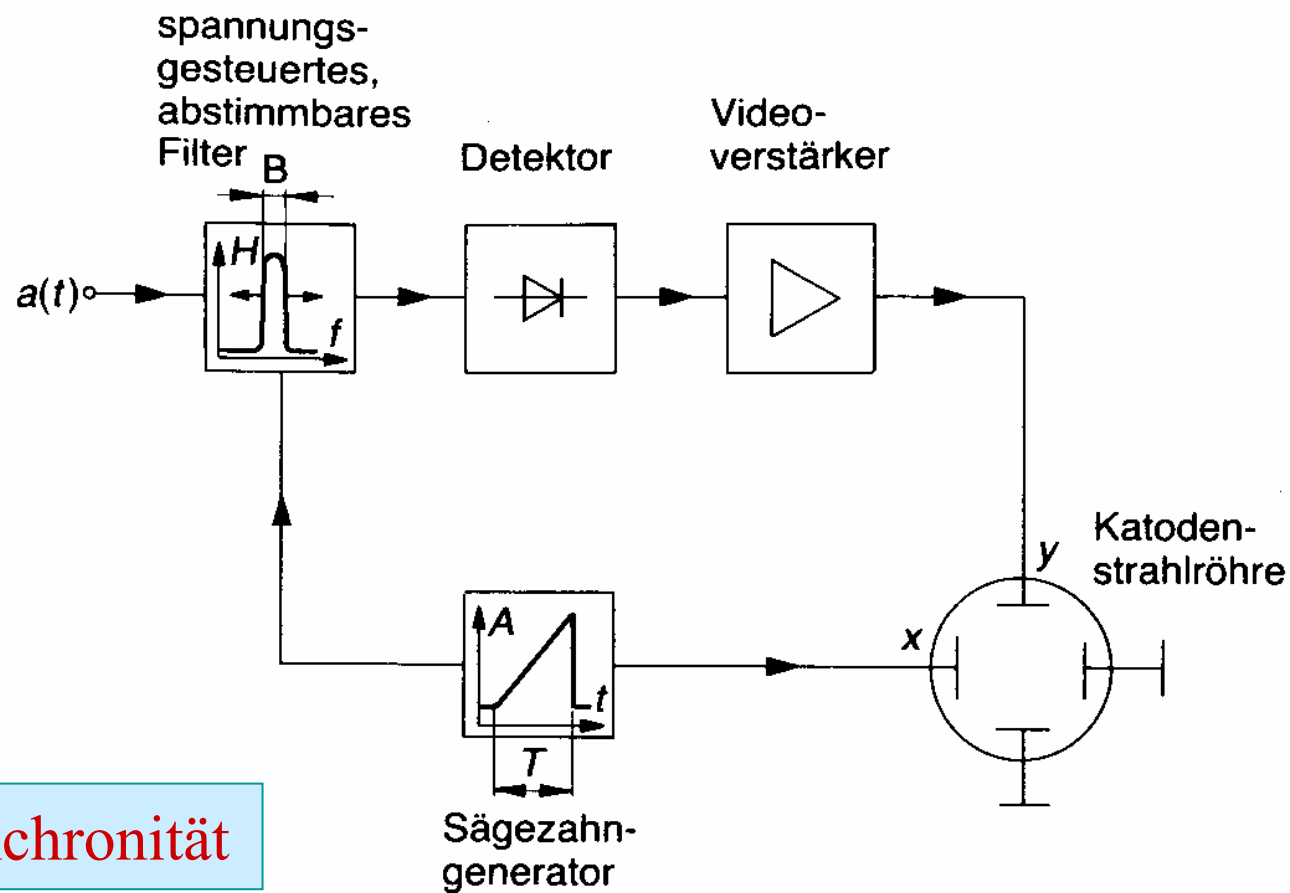 spannungs-
gesteuertes,
abstimmbares
Filter
B
Detektor
Video-
verstärker
a(t)
H
f
y
Katoden-
strahlröhre
x
A
t
T
Sägezahn-
generator
chronität